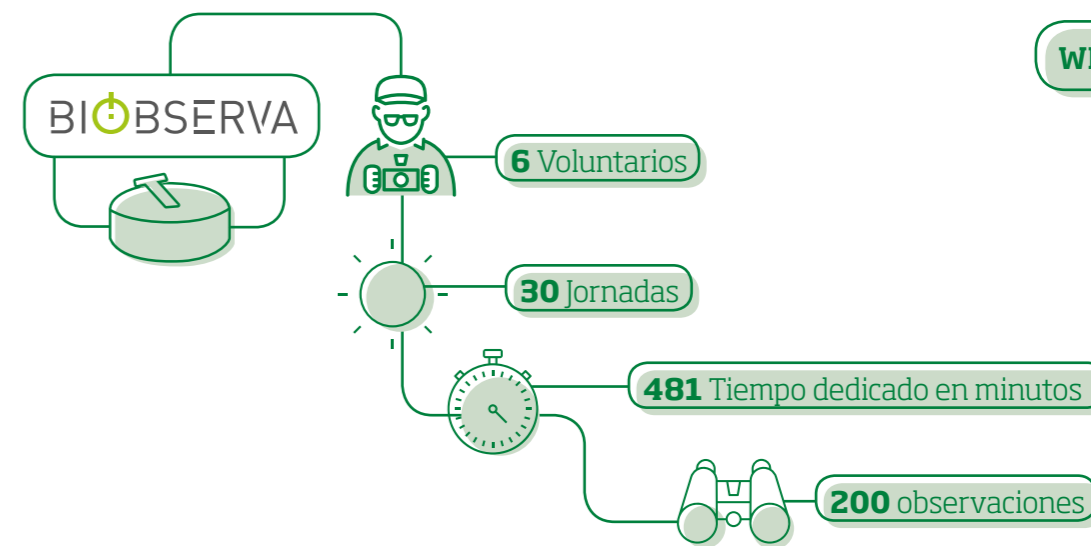 BIOBSERVA
6 Voluntarios
30 Jornadas
481 Tiempo dedicado en minutos
200 observaciones